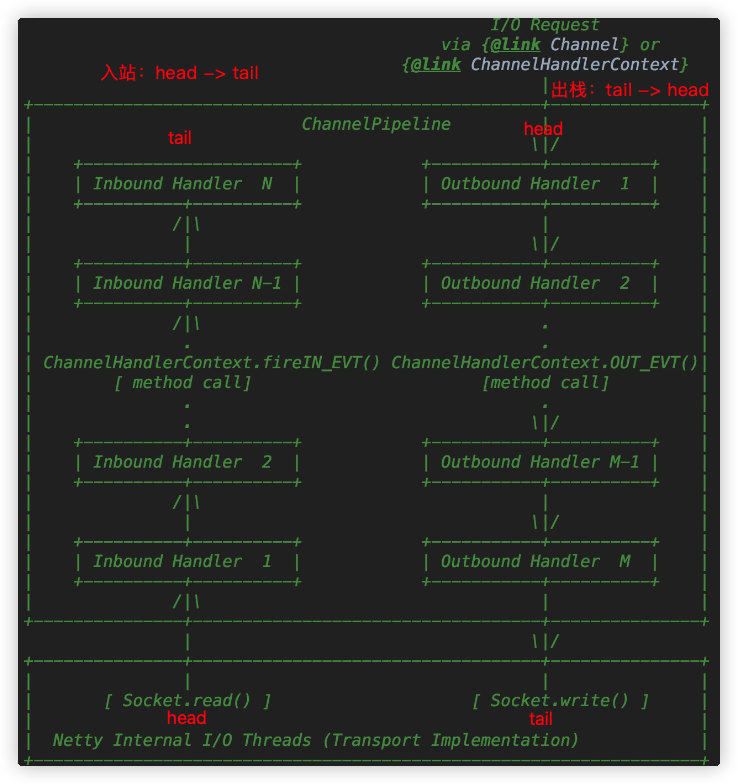 I/O Request
via {@link Channel} or
{@link ChannelHandlerContext}
入站：head -> tail
出栈：tail -> head
ChannelPipeline
tail
head
Inbound Handler N
Outbound Handler 1
Inbound Handler N-1
Outbound Handler 2
ChannelHandlerContext.fireIN_EVT()
ChannelHandlerContext.OUT_EVT()
[ method call]
[method call]
Inbound Handler 2
Outbound Handler M-1
Inbound Handler 1
Outbound Handler M
[ Socket.read() ]
[ Socket.write() ]
head
tail
Netty Internal I/O Threads (Transport Implementation)